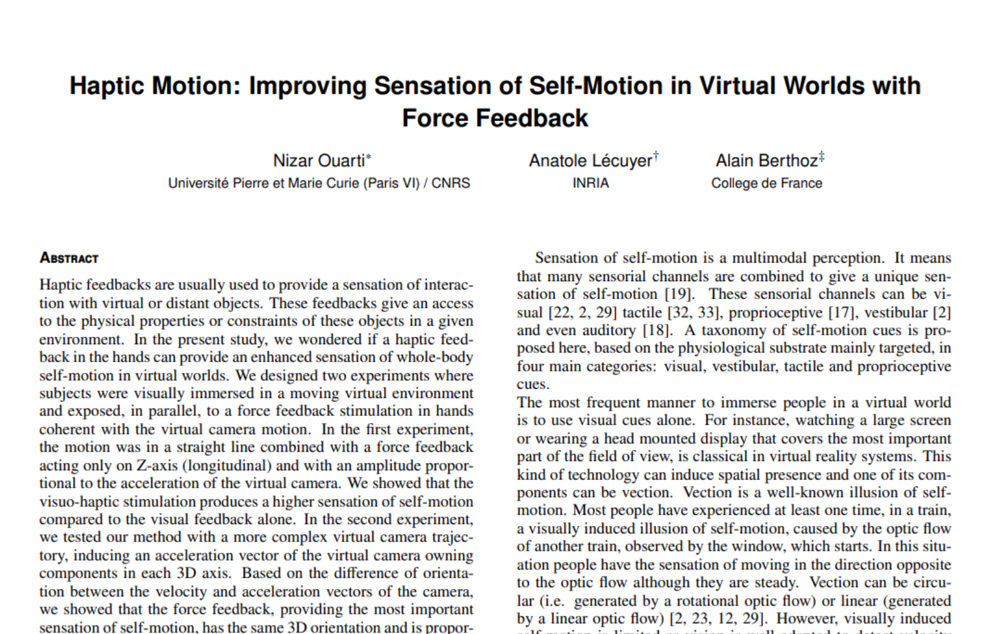 Haptic Motion: Improving Sensation of Self-Motion in Virtual Worlds with
Force Feedback
Nizar Ouarti*
Université Pierre et Marie Curie (Paris VI) / CNRS
Anatole Lécuyer†
INRIA
Alain Berthoz‡
College de France
ABSTRACT
Haptic feedbacks are usually used to provide a sensation of interac-
tion with virtual or distant objects. These feedbacks give an access
to the physical properties or constraints of these objects in a given
environment. In the present study, we wondered if a haptic feed-
back in the hands can provide an enhanced sensation of whole-body
self-motion in virtual worlds. We designed two experiments where
subjects were visually immersed in a moving virtual environment
and exposed, in parallel, to a force feedback stimulation in hands
coherent with the virtual camera motion. In the first experiment,
the motion was in a straight line combined with a force feedback
acting only on Z-axis (longitudinal) and with an amplitude propor-
tional to the acceleration of the virtual camera. We showed that the
visuo-haptic stimulation produces a higher sensation of self-motion
compared to the visual feedback alone. In the second experiment,
we tested our method with a more complex virtual camera trajec-
tory, inducing an acceleration vector of the virtual camera owning
components in each 3D axis. Based on the difference of orienta-
tion between the velocity and acceleration vectors of the camera,
we showed that the force feedback, providing the most important
sensation of self-motion, has the same 3D orientation and is propor-
Sensation of self-motion is a multimodal perception. It means
that many sensorial channels are combined to give a unique sen-
sation of self-motion [19]. These sensorial channels can be vi-
sual [22, 2, 29] tactile [32, 33], proprioceptive [17], vestibular [2]
and even auditory [18]. A taxonomy of self-motion cues is pro-
posed here, based on the physiological substrate mainly targeted, in
four main categories: visual, vestibular, tactile and proprioceptive
cues.
The most frequent manner to immerse people in a virtual world
is to use visual cues alone. For instance, watching a large screen
or wearing a head mounted display that covers the most important
part of the field of view, is classical in virtual reality systems. This
kind of technology can induce spatial presence and one of its com-
ponents can be vection. Vection is a well-known illusion of self-
motion. Most people have experienced at least one time, in a train,
a visually induced illusion of self-motion, caused by the optic flow
of another train, observed by the window, which starts. In this situ-
ation people have the sensation of moving in the direction opposite
to the optic flow although they are steady. Vection can be circu-
lar (i.e. generated by a rotational optic flow) or linear (generated
by a linear optic flow) [2, 23, 12, 29]. However, visually induced